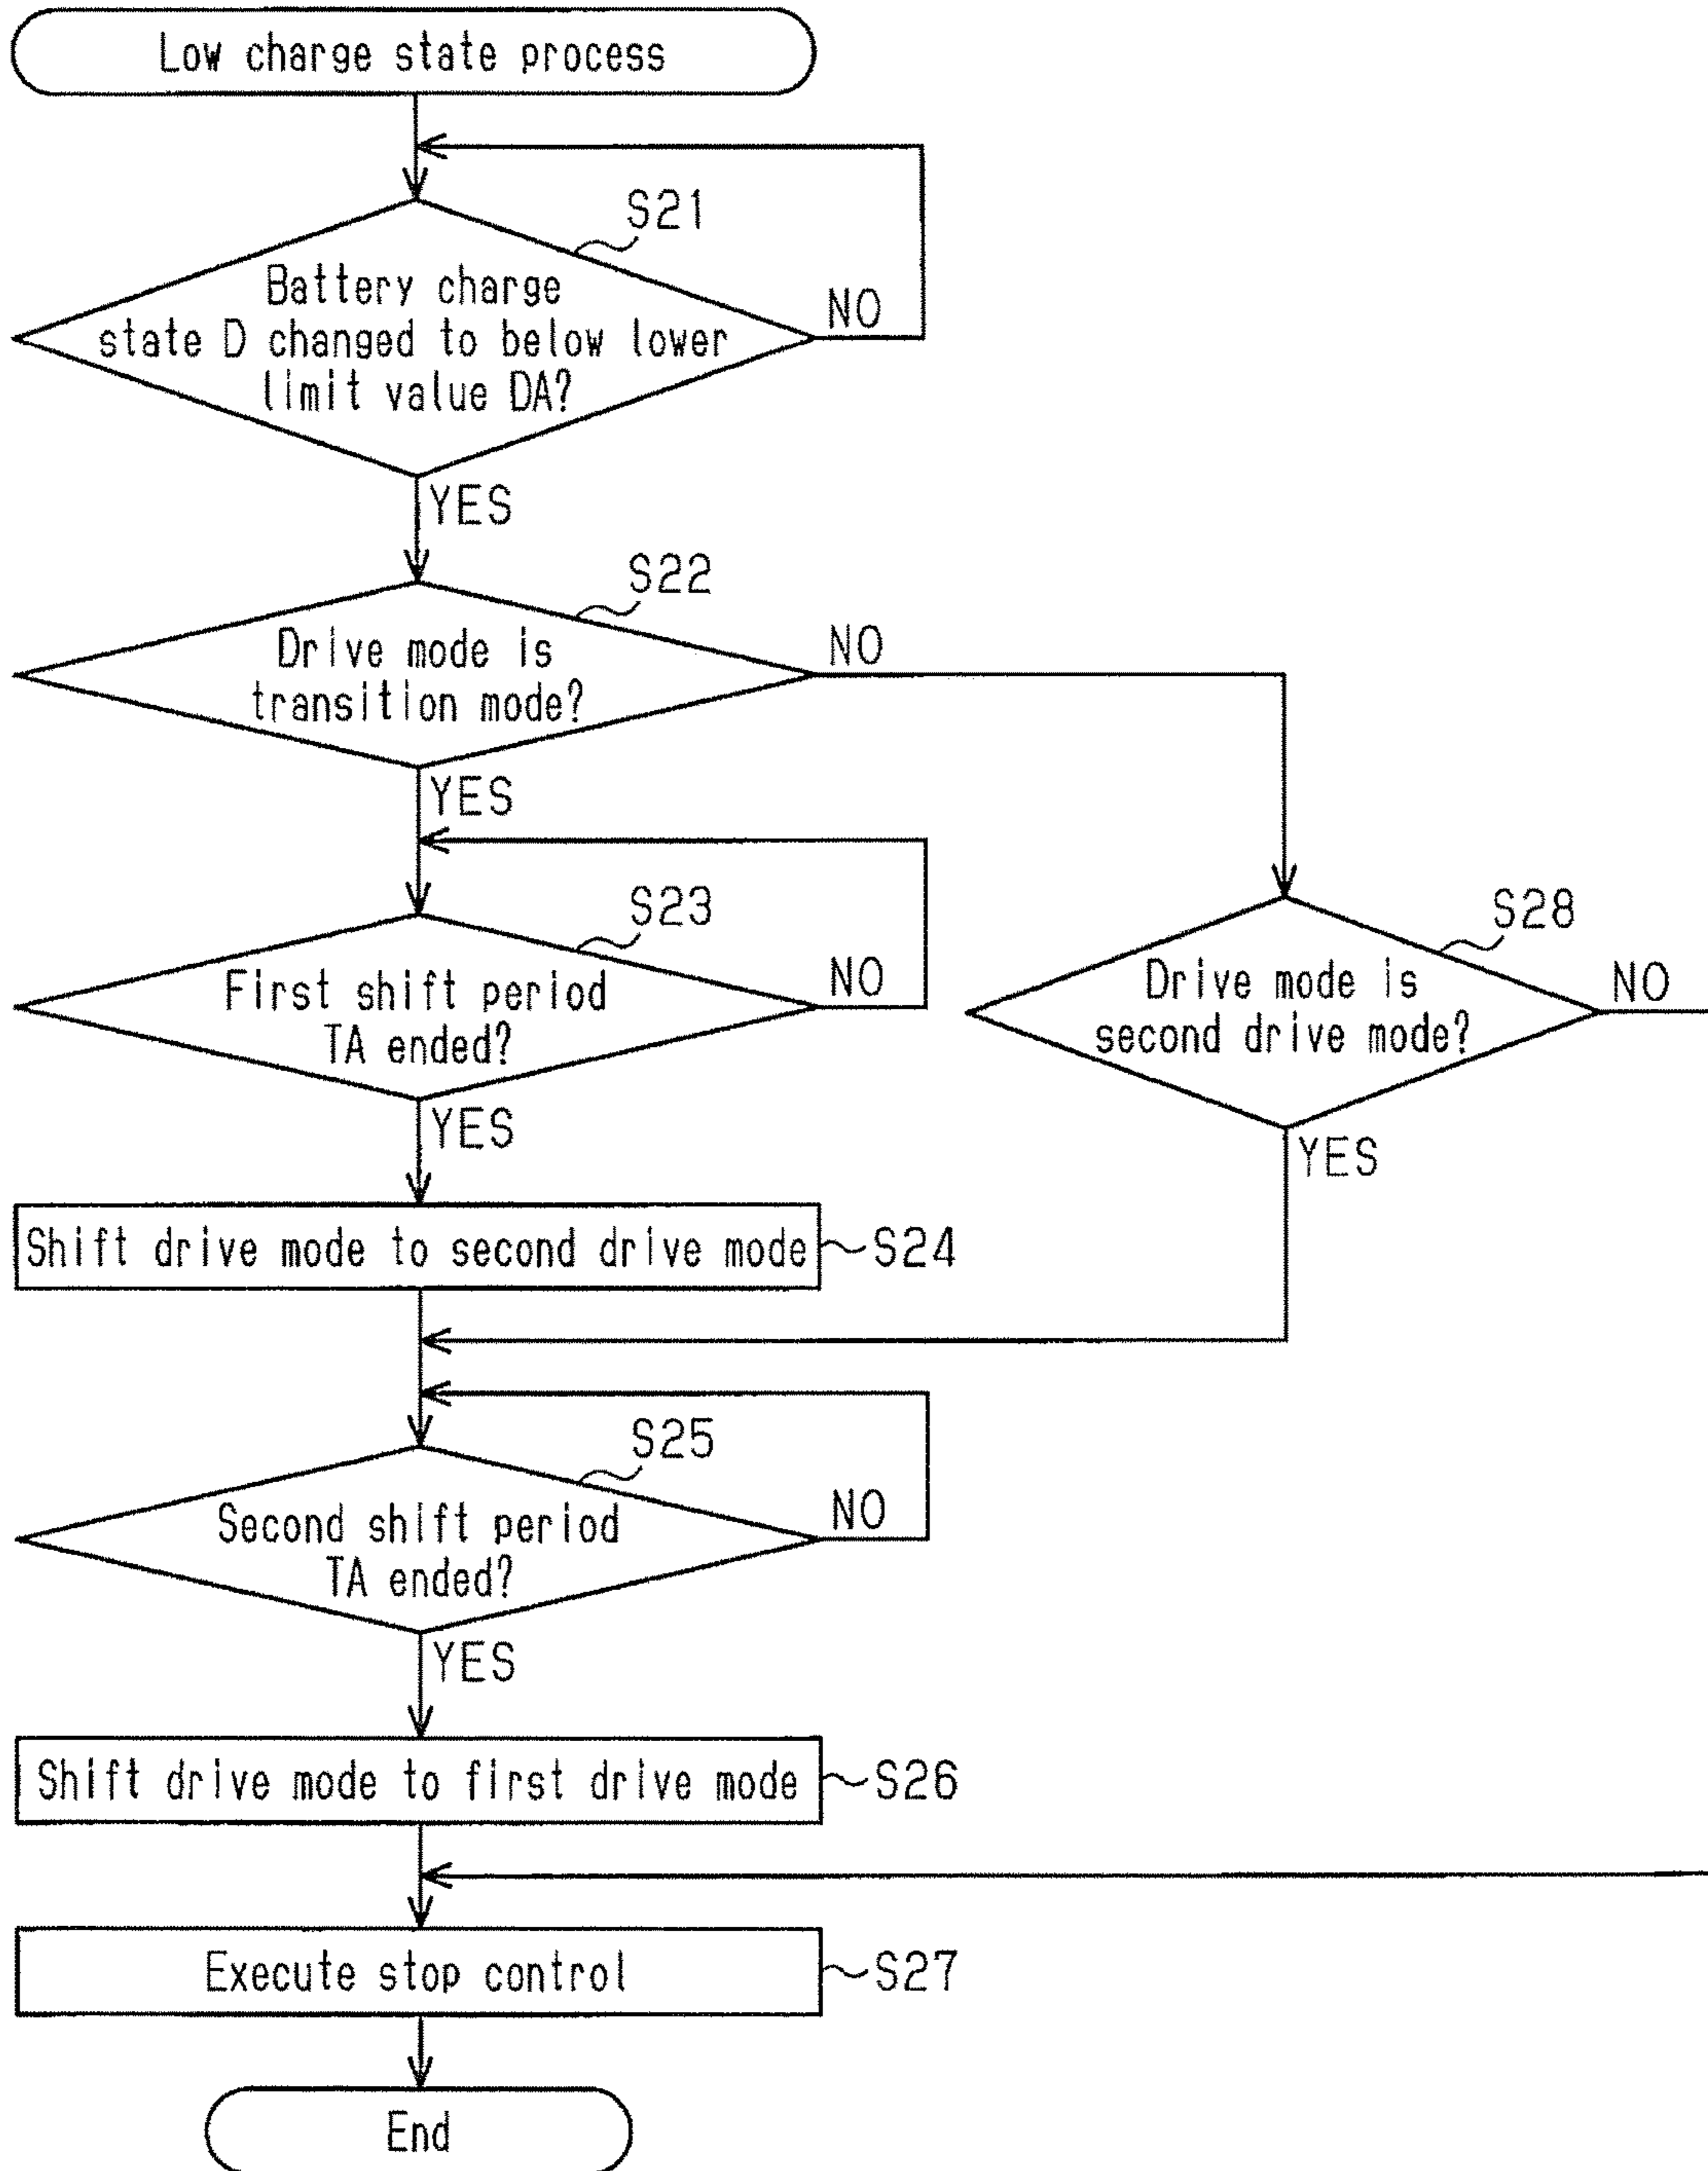 Low charge state process
S21
Battery charge
state D changed to below lower
limit value DA?
NO
YES
S22
Drive mode is
transition mode?
NO
YES
S23
First shift period
TA ended?
NO
YES
S28
Drive mode is
second drive mode?
NO
YES
Shift drive mode to second drive mode
S24
S25
Second shift period
TA ended?
NO
YES
Shift drive mode to first drive mode
S26
Execute stop control
S27
End